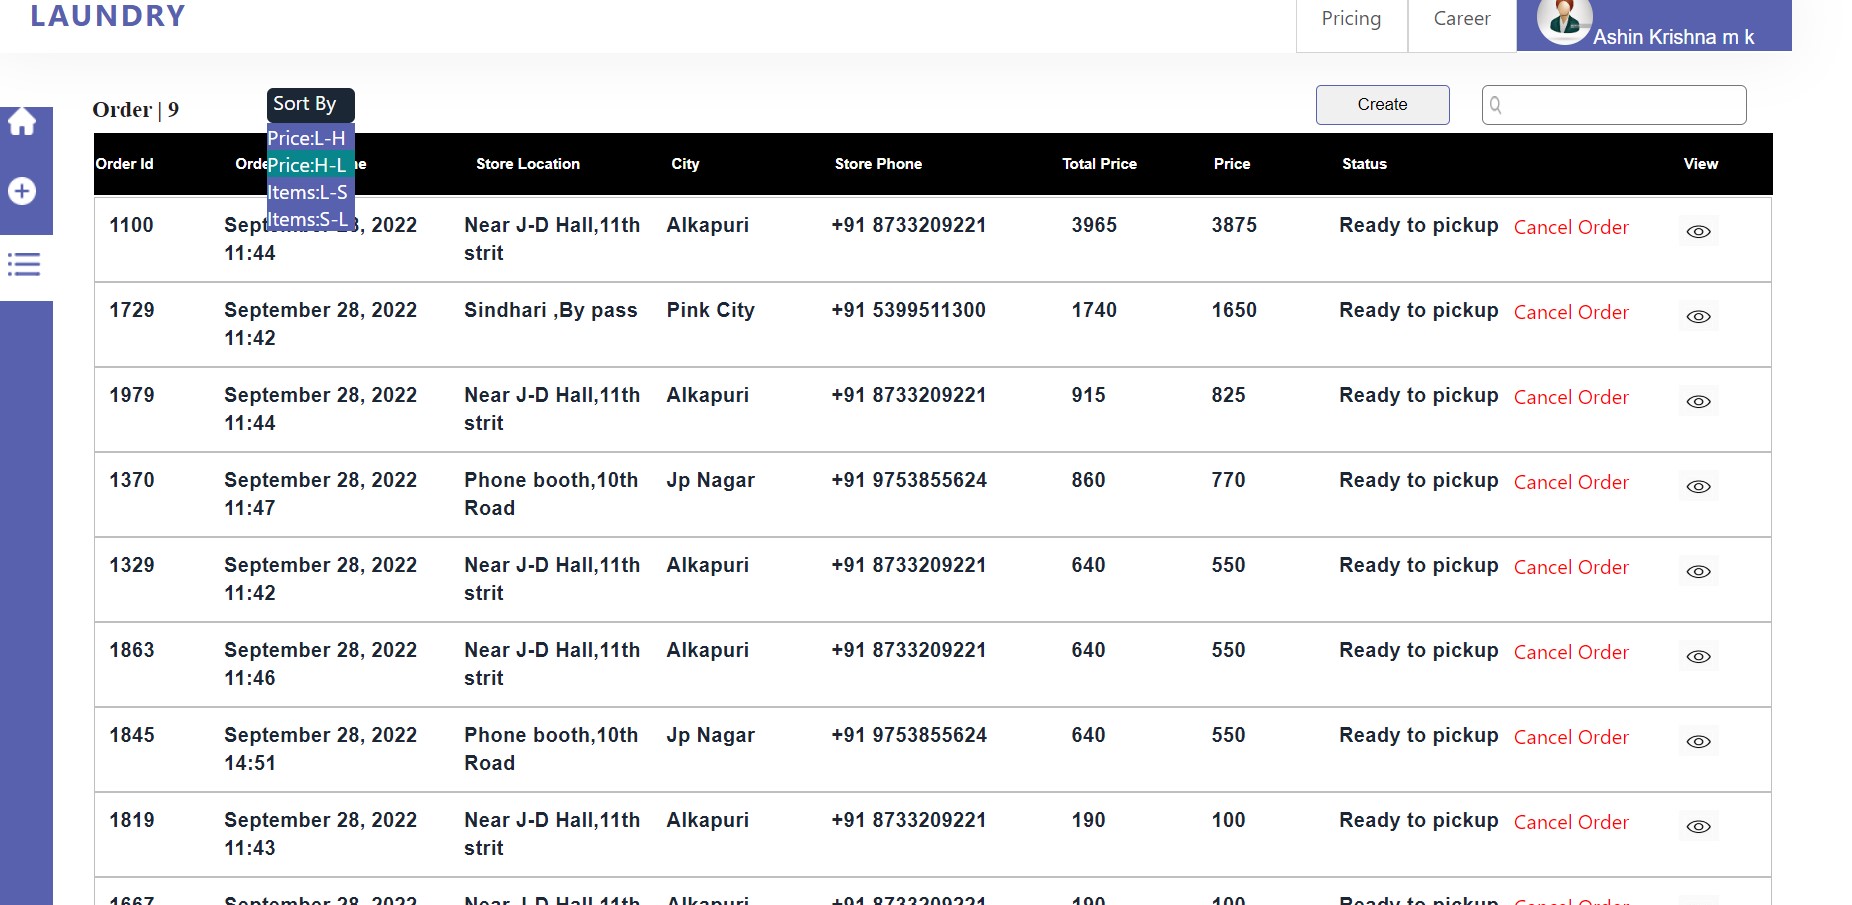 LAUNDRY
Pricing Career Ashin Krishna m k
Order | 9 Sort By Create
Price:L-H
Price:H-L
Items:L-S
Items:S-L
Order Id Store Location City Store Phone Total Price Price Status View
1100 3, 2022 Near J-D Hall,11th Alkapuri +91 8733209221 3965 3875 Ready to pickup Cancel Order
11:44 strit
1729 September 28, 2022 Sindhari ,By pass Pink City +91 5399511300 1740 1650 Ready to pickup Cancel Order
11:42
1979 September 28, 2022 Near J-D Hall,11th Alkapuri +91 8733209221 915 825 Ready to pickup Cancel Order
11:44 strit
1370 September 28, 2022 Phone booth,10th Jp Nagar +91 9753855624 860 770 Ready to pickup Cancel Order
11:47 Road
1329 September 28, 2022 Near J-D Hall,11th Alkapuri +91 8733209221 640 550 Ready to pickup Cancel Order
11:42 strit
1863 September 28, 2022 Near J-D Hall,11th Alkapuri +91 8733209221 640 550 Ready to pickup Cancel Order
11:46 strit
1845 September 28, 2022 Phone booth,10th Jp Nagar +91 9753855624 640 550 Ready to pickup Cancel Order
14:51 Road
1819 September 28, 2022 Near J-D Hall,11th Alkapuri +91 8733209221 190 100 Ready to pickup Cancel Order
11:43 strit
1667 September 28, 2022 Near J-D Hall,11th Alkapuri +91 8733209221 190 100 Ready to pickup Cancel Order